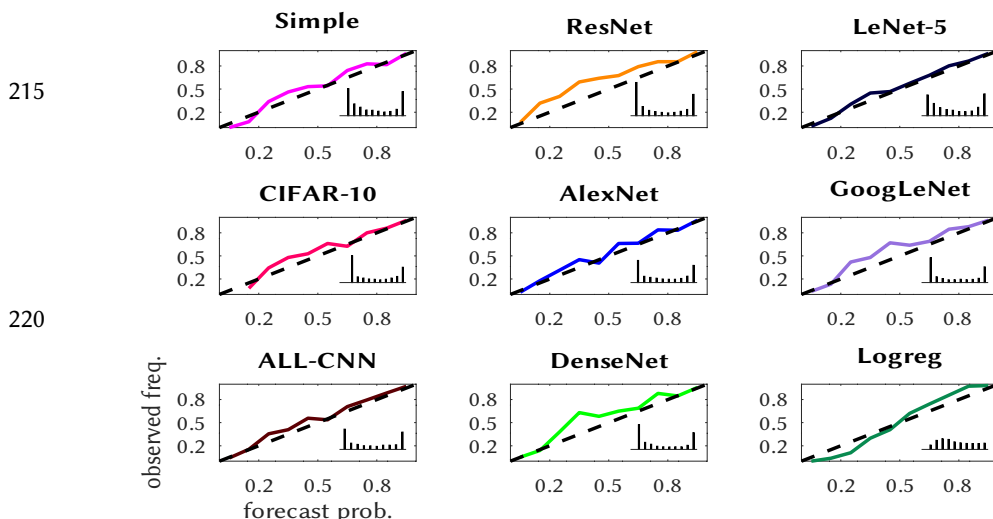 Simple ResNet LeNet-5
215
0.8 0.8 0.8
0.5 0.5 0.5
0.2 0.2 0.2
0.2 0.5 0.8 0.2 0.5 0.8 0.2 0.5 0.8
CIFAR-10 AlexNet GoogLeNet
0.8 0.8 0.8
0.5 0.5 0.5
0.2 0.2 0.2
220
0.2 0.5 0.8 0.2 0.5 0.8 0.2 0.5 0.8
ALL-CNN DenseNet Logreg
observed freq.
0.8 0.8 0.8
0.5 0.5 0.5
0.2 0.2 0.2
0.2 0.5 0.8 0.2 0.5 0.8 0.2 0.5 0.8
forecast prob.